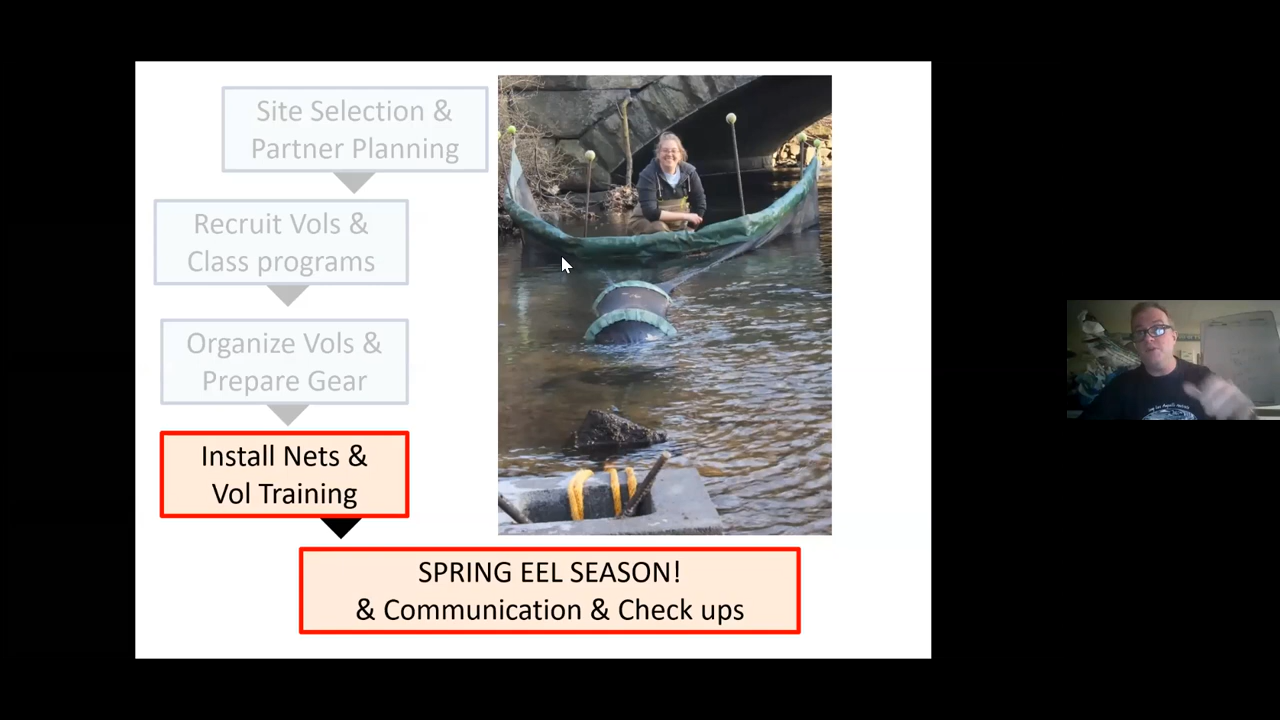 Site Selection &
Partner Planning
Recruit Vols &
Class programs
Organize Vols &
Prepare Gear
Install Nets &
Vol Training
SPRING EEL SEASON!
& Communication & Check ups